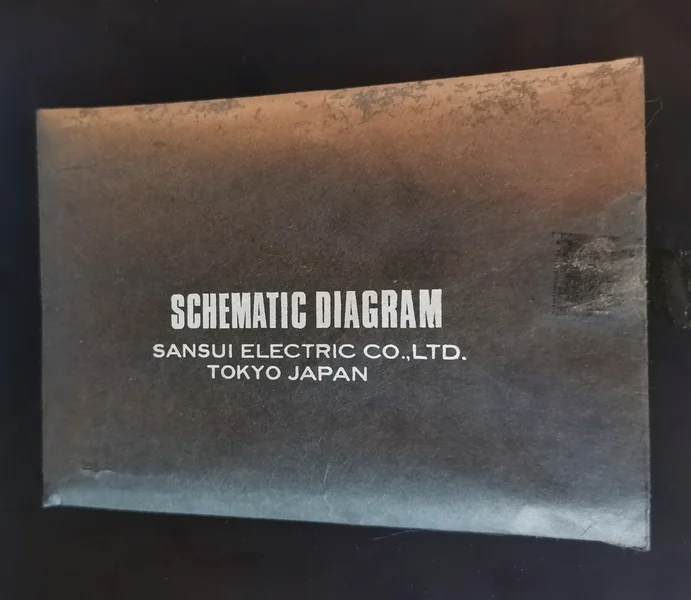 SCHEMATIC DIAGRAM
SANSUI ELECTRIC CO.,LTD.
TOKYO JAPAN